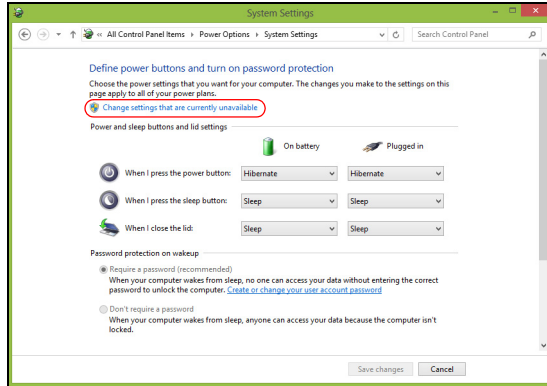 System Settings
« All Control Panel Items › Power Options › System Settings
Search Control Panel
Define power buttons and turn on password protection
Choose the power settings that you want for your computer. The changes you make to the settings on this
page apply to all of your power plans.
Change settings that are currently unavailable
Power and sleep buttons and lid settings
On battery Plugged in
When I press the power button: Hibernate Hibernate
When I press the sleep button: Sleep Sleep
When I close the lid: Sleep Sleep
Password protection on wakeup
Require a password (recommended)
When your computer wakes from sleep, no one can access your data without entering the correct
password to unlock the computer. Create or change your user account password
Don't require a password
When your computer wakes from sleep, anyone can access your data because the computer isn't
locked.
Save changes Cancel